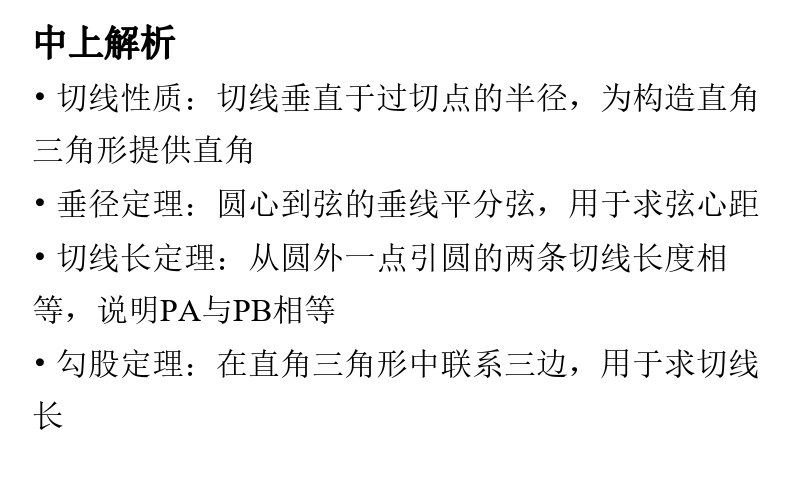 中上解析
• 切线性质：切线垂直于过切点的半径，为构造直角
三角形提供直角
• 垂径定理：圆心到弦的垂线平分弦，用于求弦心距
• 切线长定理：从圆外一点引圆的两条切线长度相
等，说明PA与PB相等
• 勾股定理：在直角三角形中联系三边，用于求切线
长